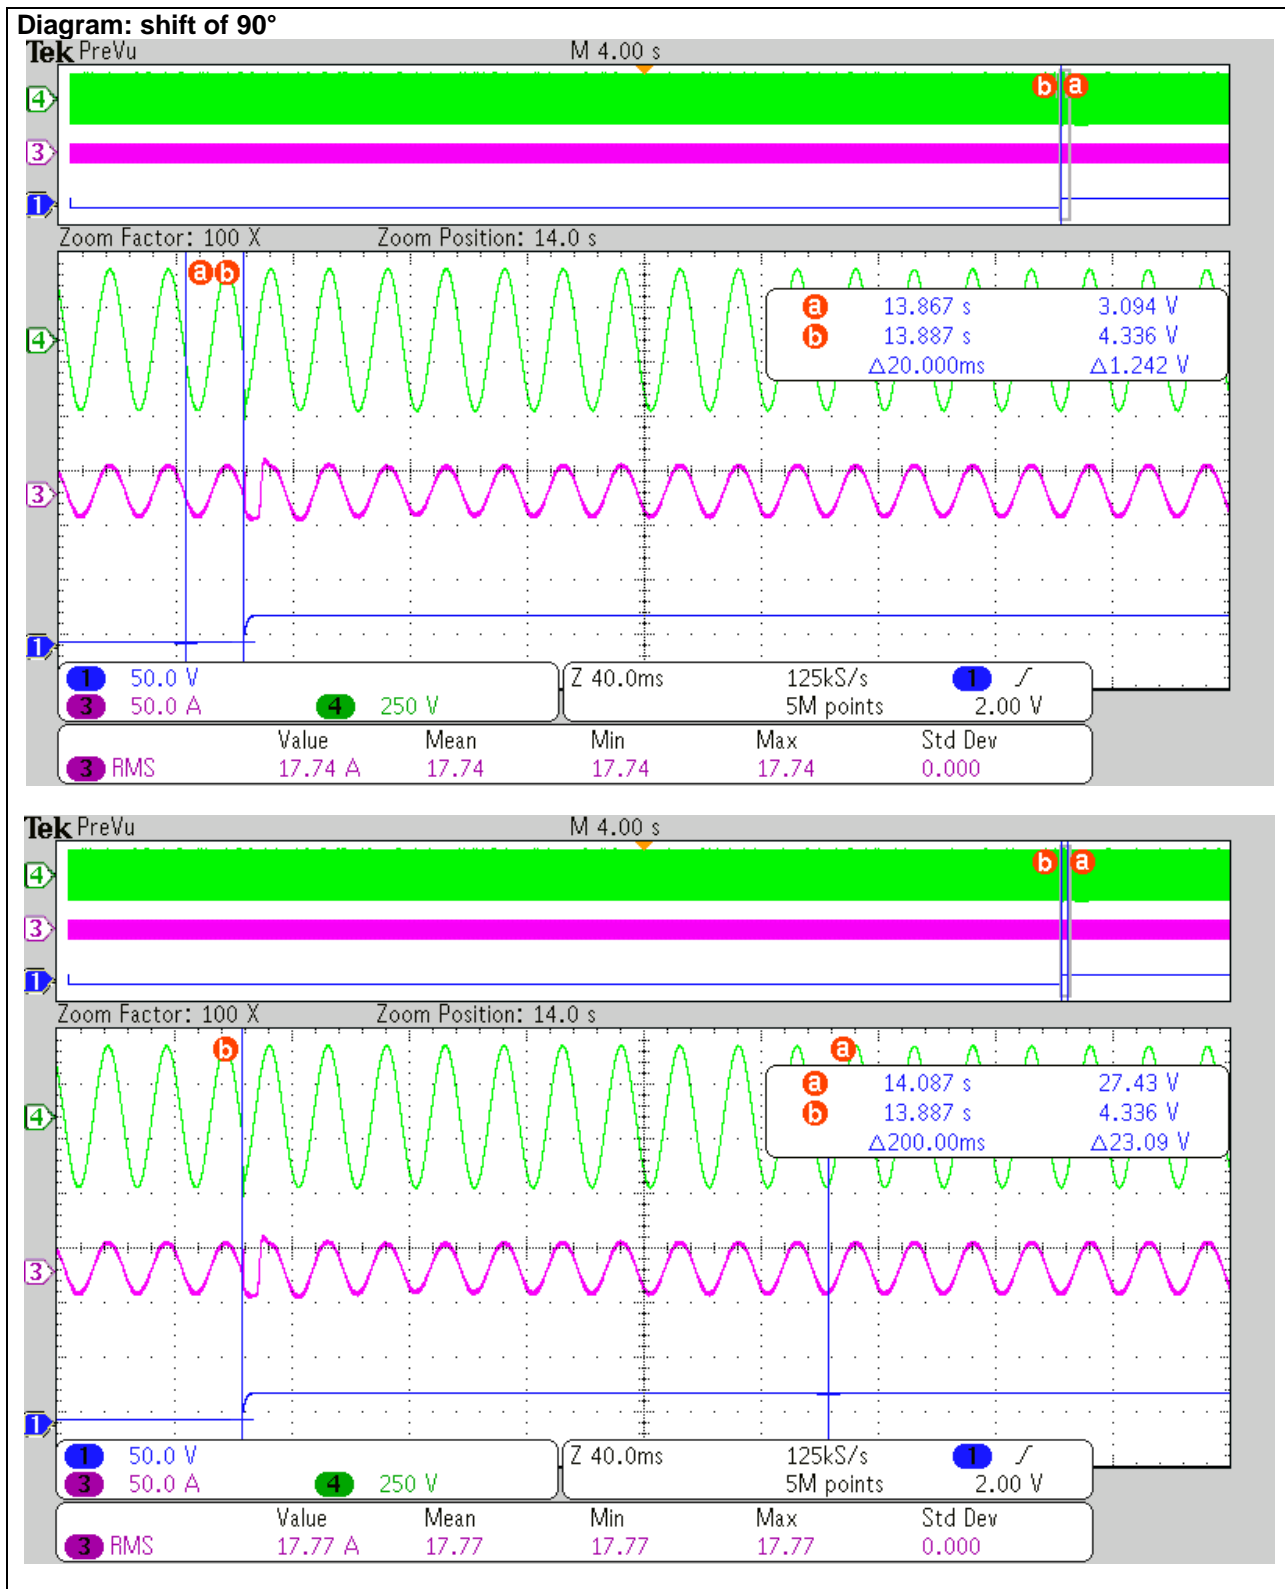 Diagram: shift of 90°
Tek PreVu M 4.00 s
b a
4
3
1
Zoom Factor: 100 X Zoom Position: 14.0 s
a b
a 13.867 s 3.094 V
b 13.887 s 4.336 V
△20.000ms △1.242 V
4
3
1
1 50.0 V Z 40.0ms 125kS/s 1
3 50.0 A 4 250 V 5M points 2.00 V
Value Mean Min Max Std Dev
3 RMS 17.74 A 17.74 17.74 17.74 0.000
Tek PreVu M 4.00 s
b a
4
3
1
Zoom Factor: 100 X Zoom Position: 14.0 s
b a
a 14.087 s 27.43 V
b 13.887 s 4.336 V
△200.00ms △23.09 V
4
3
1
1 50.0 V Z 40.0ms 125kS/s 1
3 50.0 A 4 250 V 5M points 2.00 V
Value Mean Min Max Std Dev
3 RMS 17.77 A 17.77 17.77 17.77 0.000